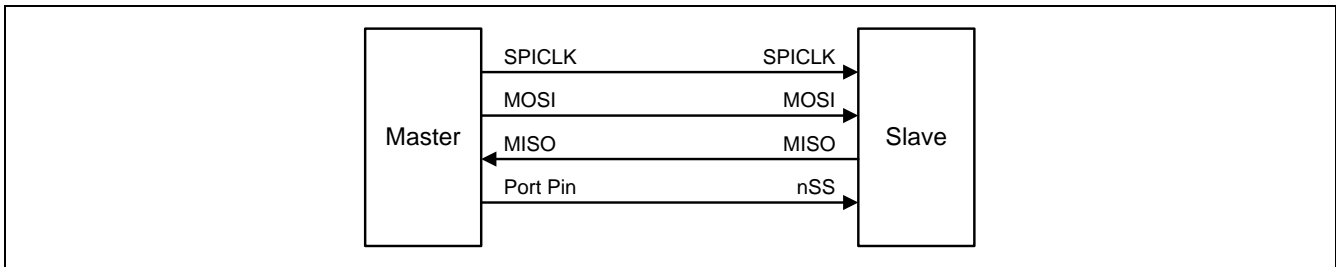 SPICLK SPICLK
MOSI MOSI
Master MISO MISO Slave
Port Pin nSS